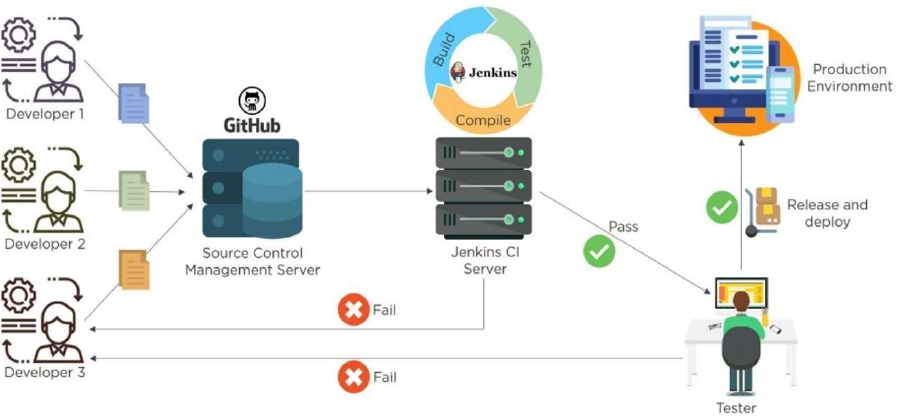 Developer 1
Developer 2
Developer 3
GitHub
Source Control
Management Server
Build
Test
Compile
Jenkins
Jenkins CI
Server
Pass
Fail
Fail
Production
Environment
Release and
deploy
Tester